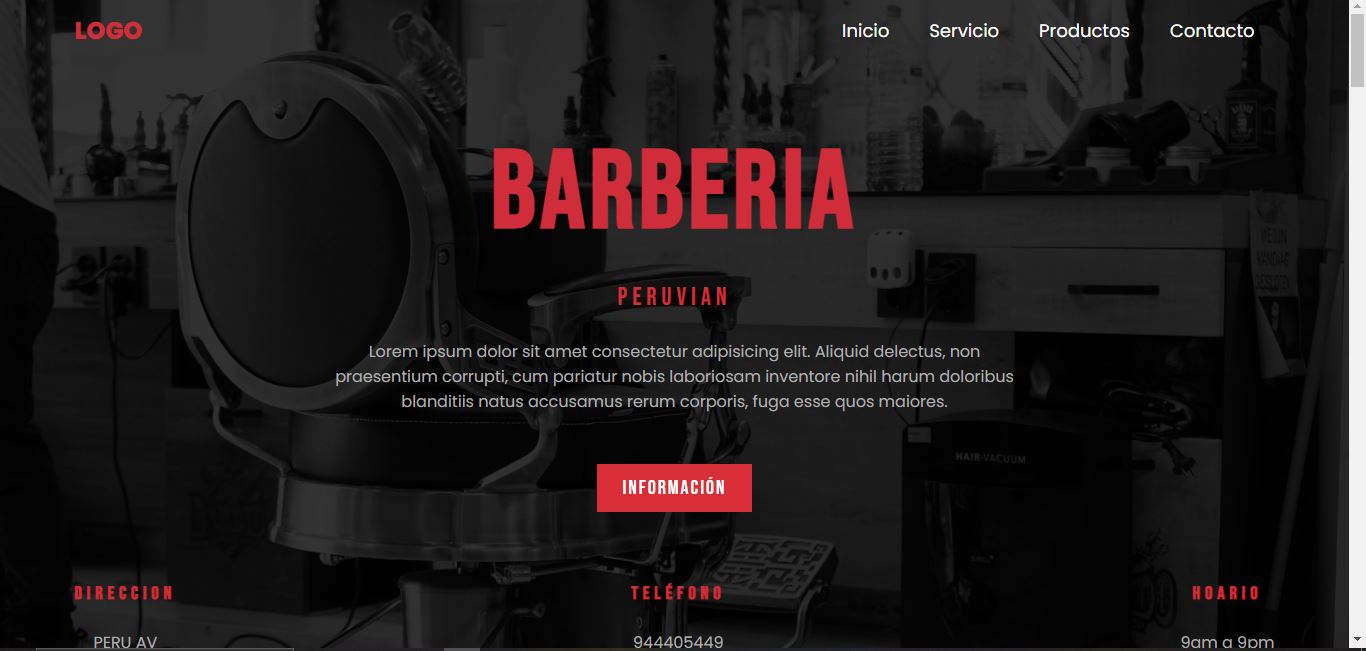 LOGO
Inicio Servicio Productos Contacto
BARBERIA
PERUVIAN
Lorem ipsum dolor sit amet consectetur adipisicing elit. Aliquid delectus, non
praesentium corrupti, cum pariatur nobis laboriosam inventore nihil harum doloribus
blanditiis natus accusamus rerum corporis, fuga esse quos maiores.
HAIR-VACUUM
INFORMACIÓN
DIRECCION TELÉFONO HOARIO
PERU AV 944405449 9am a 9pm